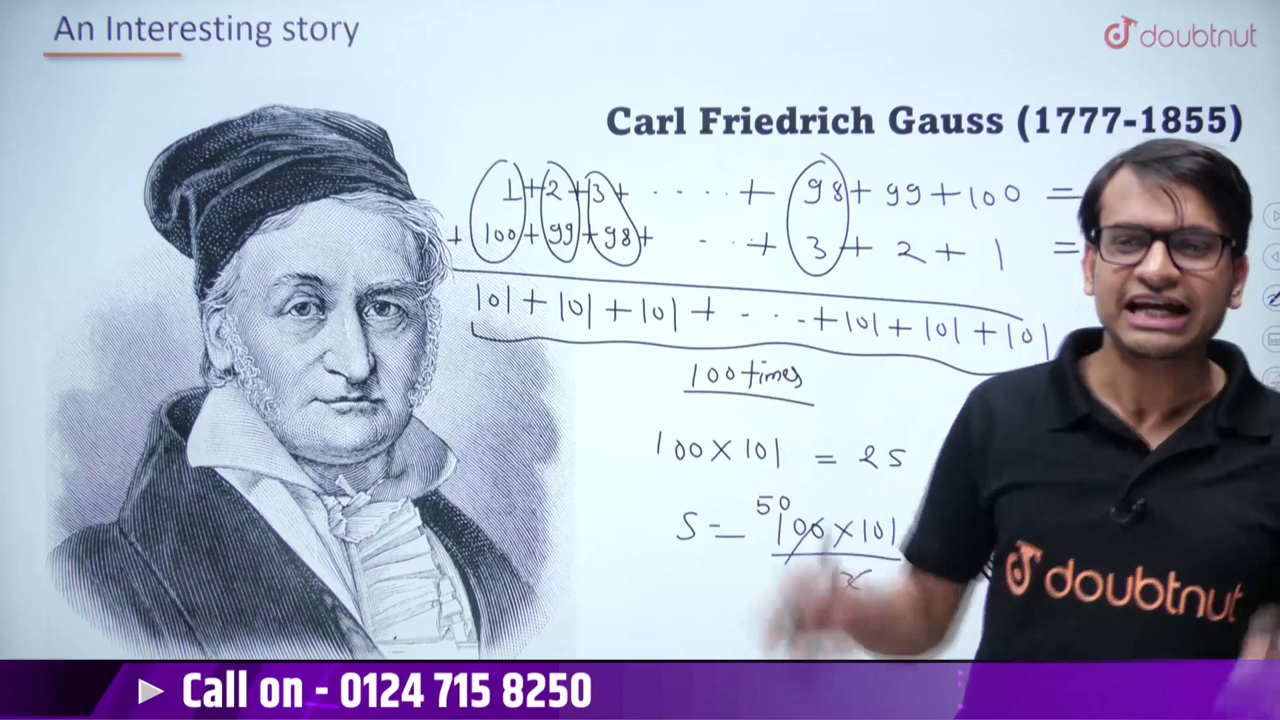 An Interesting story
doubtnut
Carl Friedrich Gauss (1777-1855)
1+2+3+ ..... + 98+ 99+100 =
+ 100+99+98+ ....+ 3+ 2+ 1 =
101+101+101+ ....+101+101+101
100 times
100×101 = 2S
50
S = 100×101
2
doubtnut
Call on - 0124 715 8250